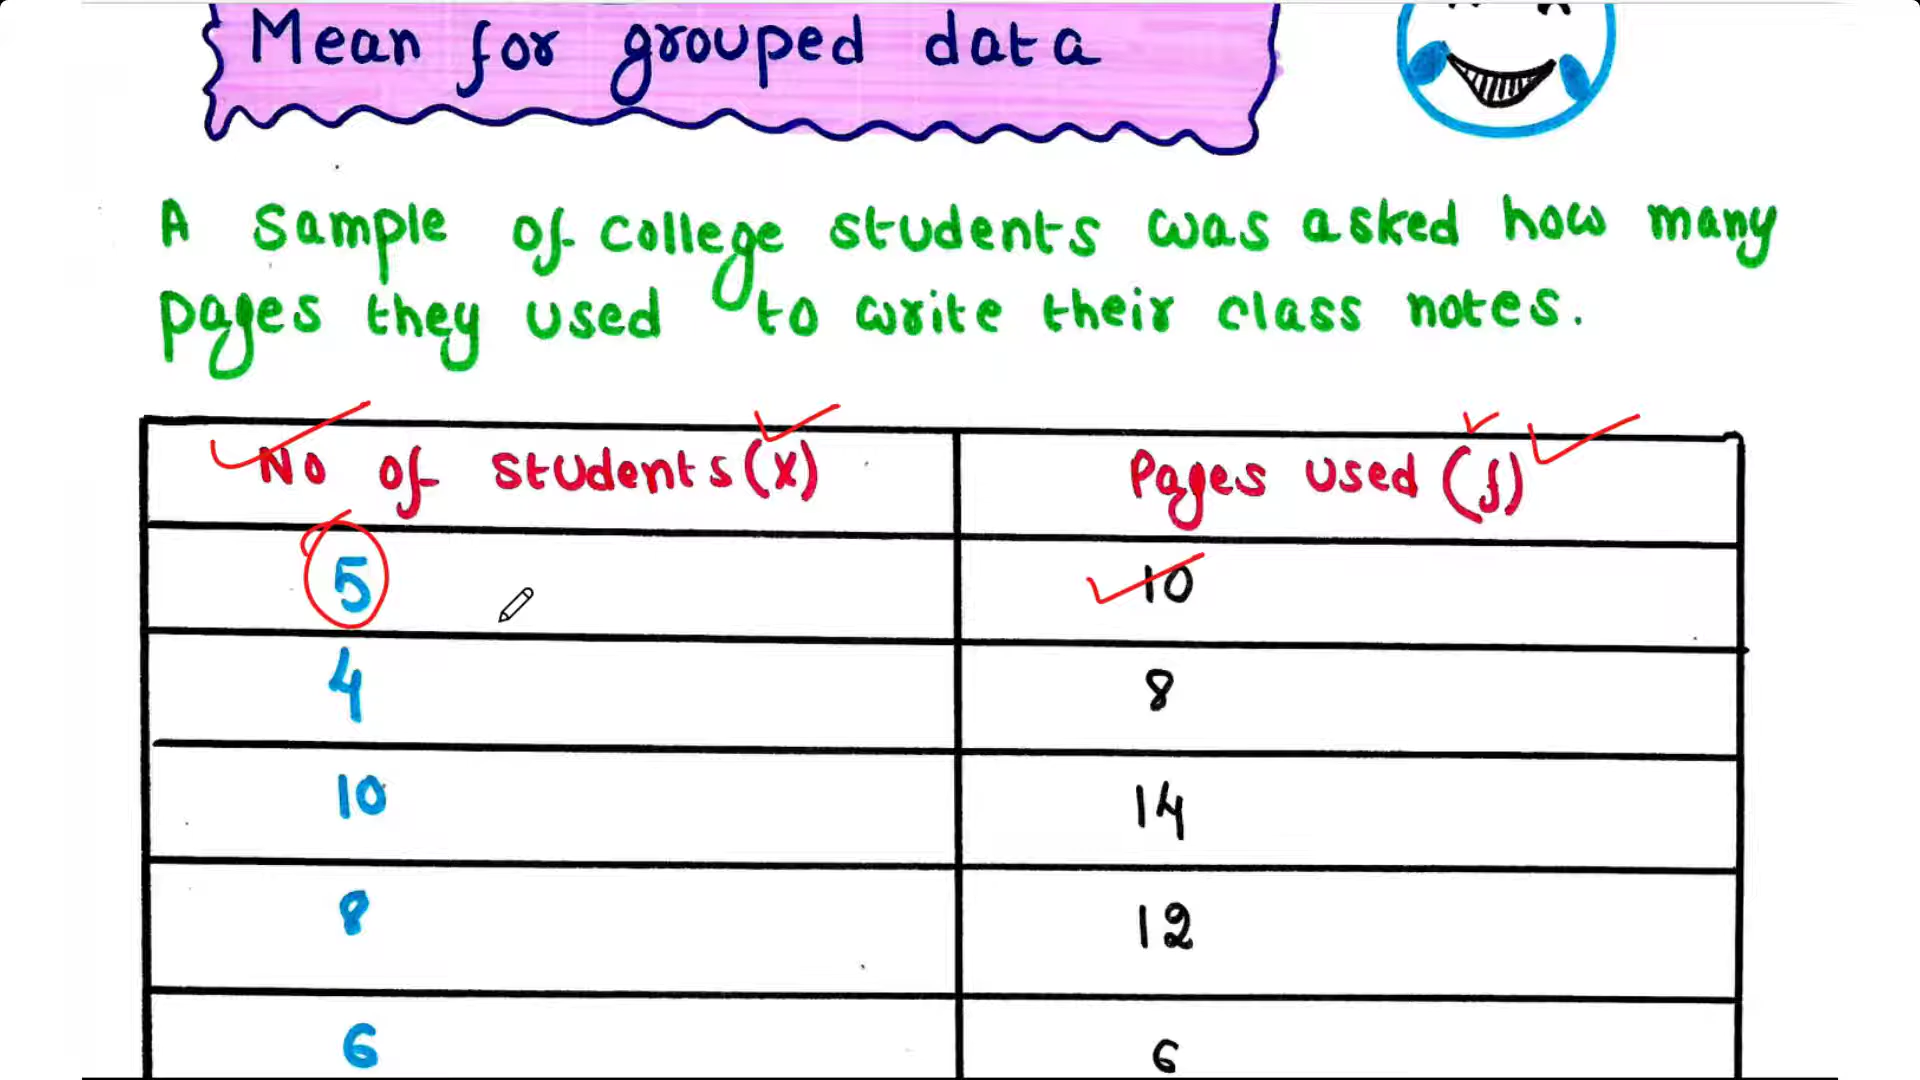 Mean for grouped data
A sample of college students was asked how many
pages they used to write their class notes.
No of students (x) Pages used (f)
5 10
4 8
10 14
8 12
6 6